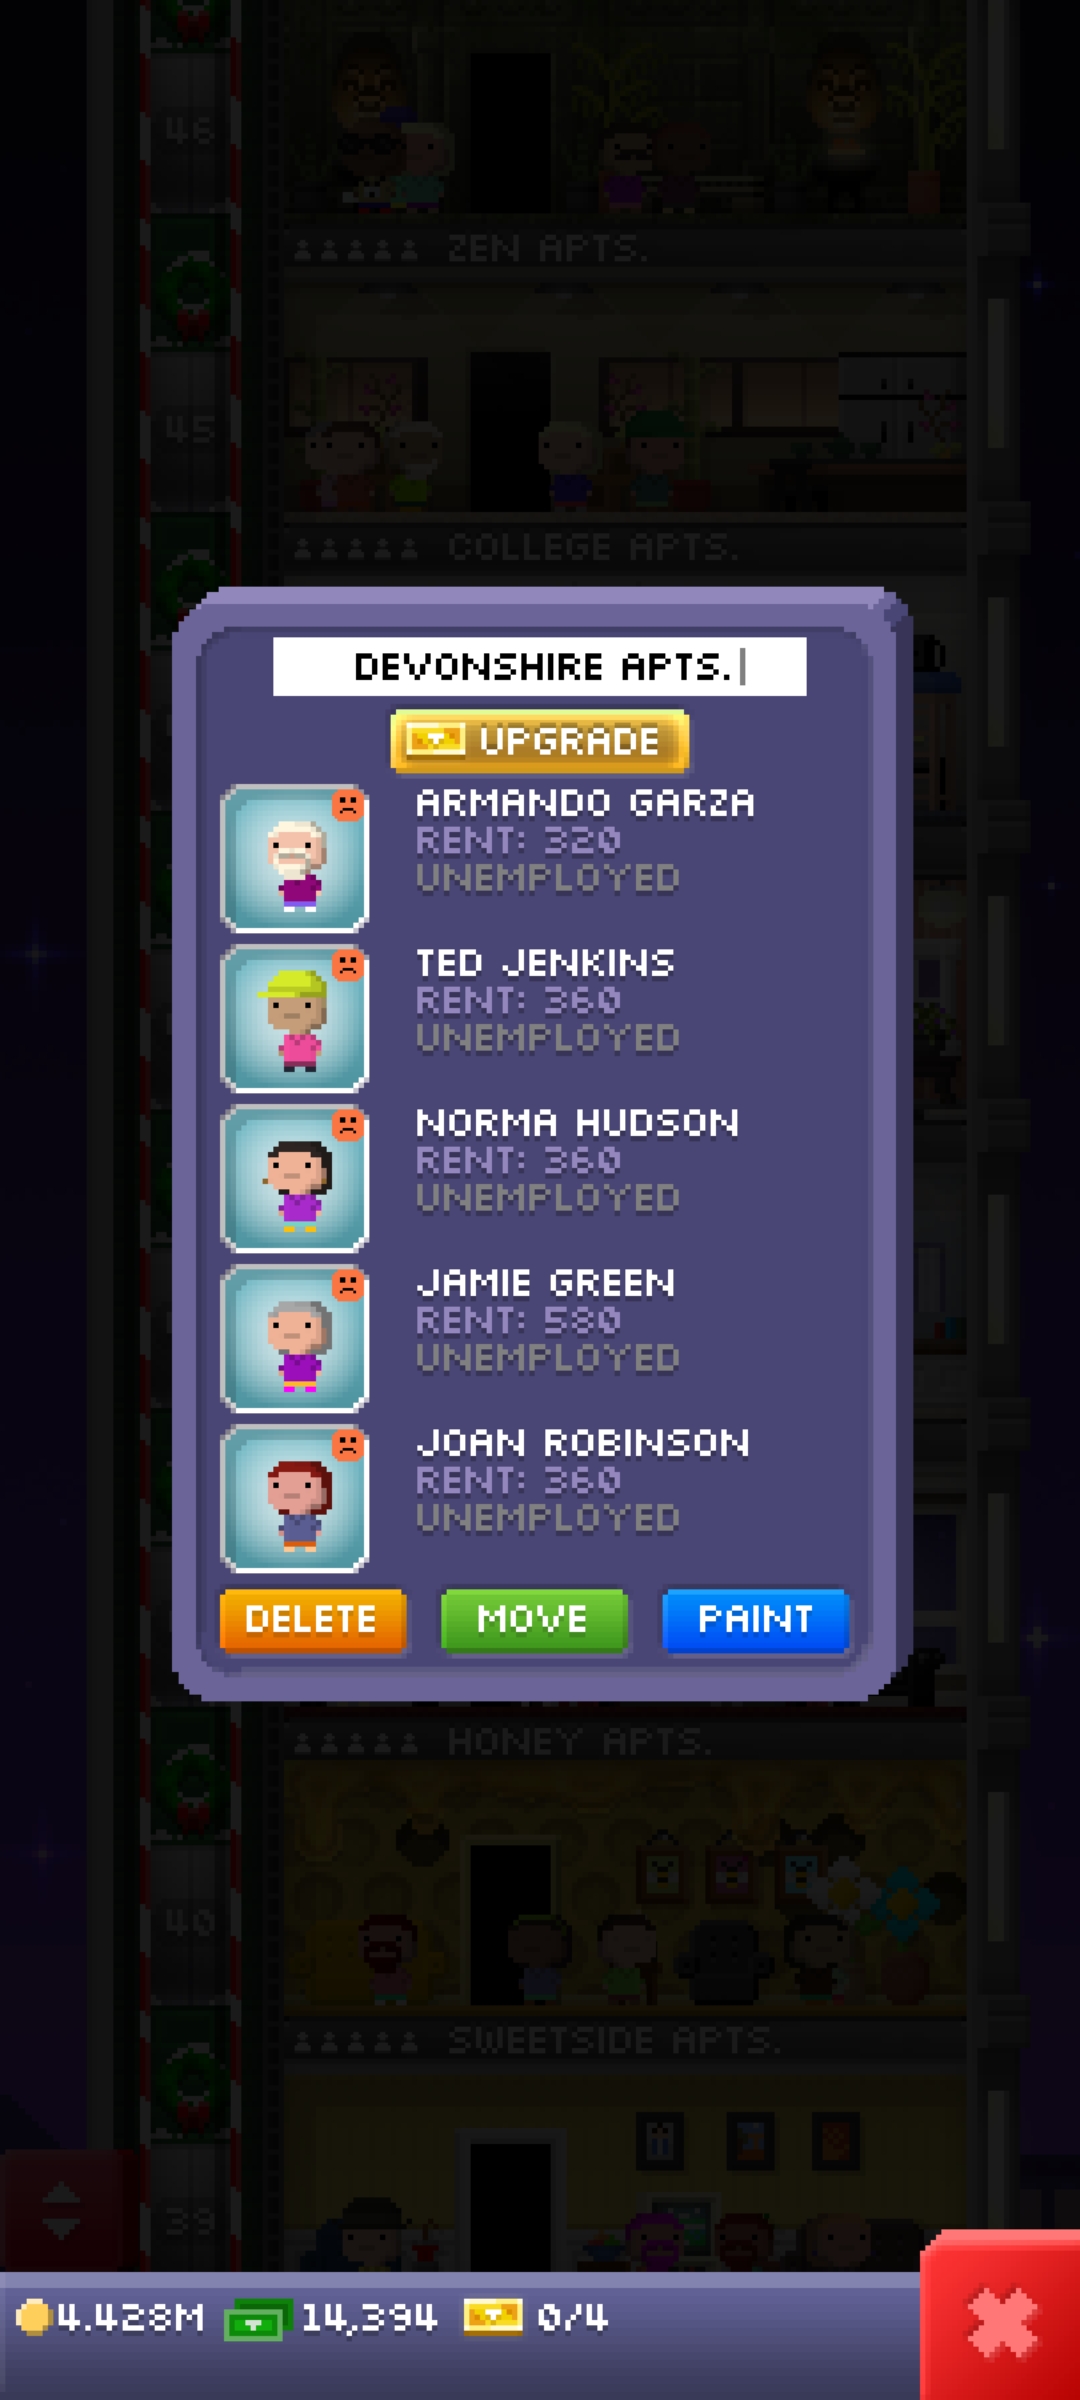 46
ZEN APTS.
45
COLLEGE APTS.
DEVONSHIRE APTS.
UPGRADE
ARMANDO GARZA
RENT: 320
UNEMPLOYED
TED JENKINS
RENT: 360
UNEMPLOYED
NORMA HUDSON
RENT: 360
UNEMPLOYED
JAMIE GREEN
RENT: 580
UNEMPLOYED
JOAN ROBINSON
RENT: 360
UNEMPLOYED
DELETE MOVE PAINT
HONEY APTS.
40
SWEETSIDE APTS.
39
4.428M 14,394 0/4